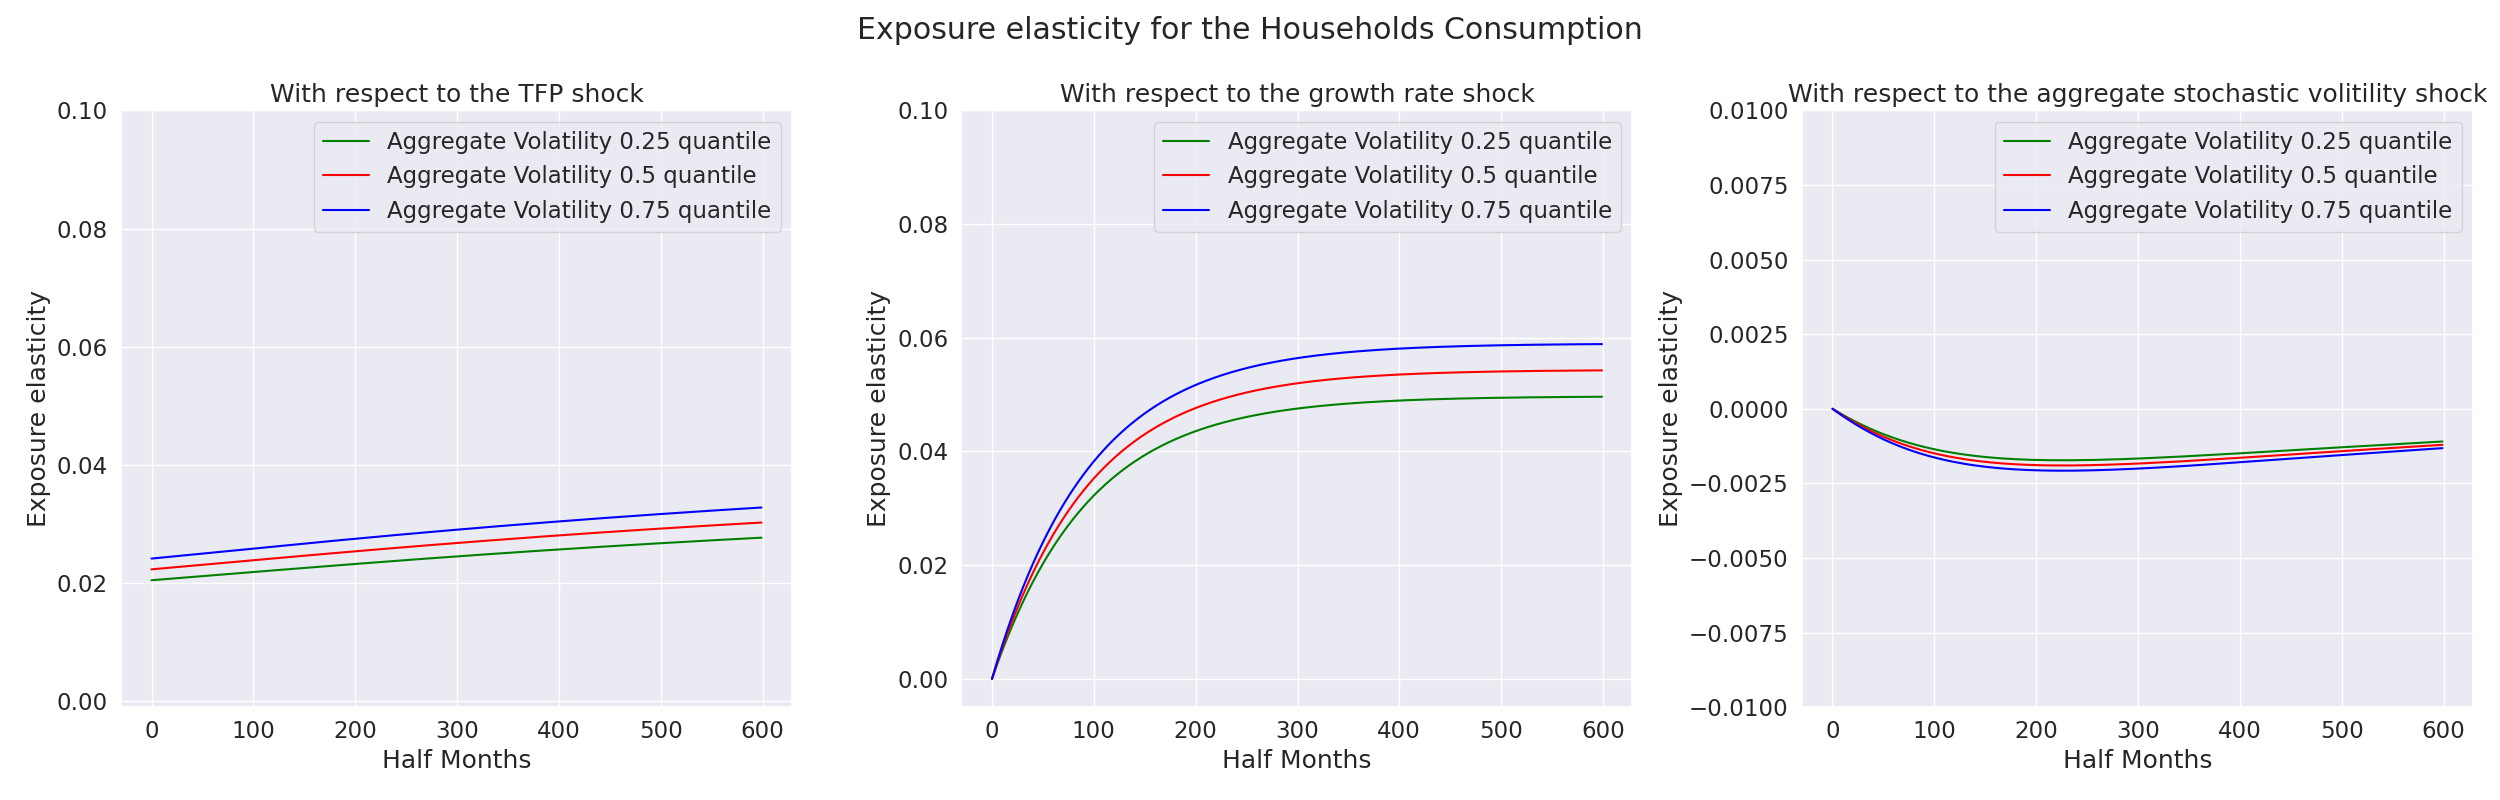 Exposure elasticity for the Households Consumption
With respect to the TFP shock
0.10
0.08
0.06
0.04
0.02
0.00
Exposure elasticity
Aggregate Volatility 0.25 quantile
Aggregate Volatility 0.5 quantile
Aggregate Volatility 0.75 quantile
0 100 200 300 400 500 600
Half Months
With respect to the growth rate shock
0.10
0.08
0.06
0.04
0.02
0.00
Exposure elasticity
Aggregate Volatility 0.25 quantile
Aggregate Volatility 0.5 quantile
Aggregate Volatility 0.75 quantile
0 100 200 300 400 500 600
Half Months
With respect to the aggregate stochastic volitility shock
0.0100
0.0075
0.0050
0.0025
0.0000
−0.0025
−0.0050
−0.0075
−0.0100
Exposure elasticity
Aggregate Volatility 0.25 quantile
Aggregate Volatility 0.5 quantile
Aggregate Volatility 0.75 quantile
0 100 200 300 400 500 600
Half Months